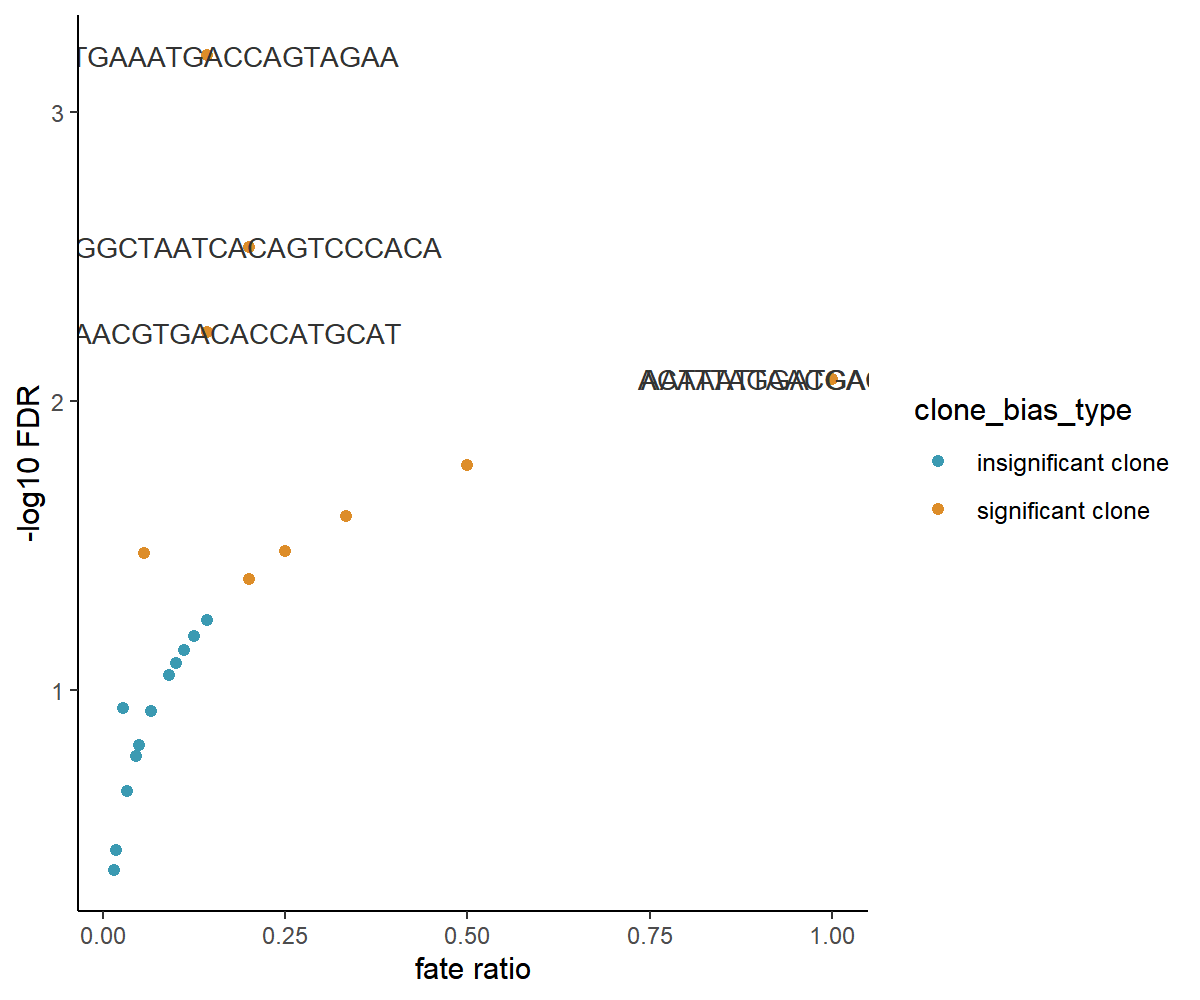 TGAAATGACCAGTAGAA
3
GGCTAATCACAGTCCCACA
AACGTGACACCATGCAT
2
-log10 FDR
clone_bias_type
insignificant clone
significant clone
1
0.00 0.25 0.50 0.75 1.00
fate ratio